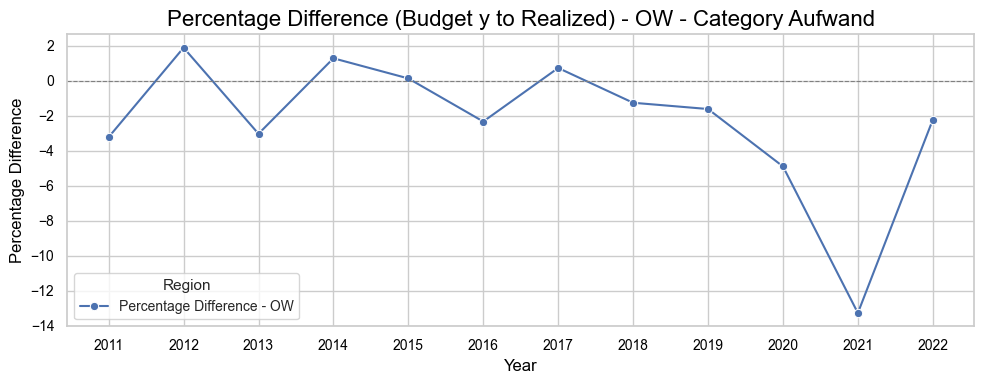 Percentage Difference (Budget y to Realized) - OW - Category Aufwand
Percentage Difference
2
0
−2
−4
−6
−8
−10
−12
−14
Region
Percentage Difference - OW
2011 2012 2013 2014 2015 2016 2017 2018 2019 2020 2021 2022
Year